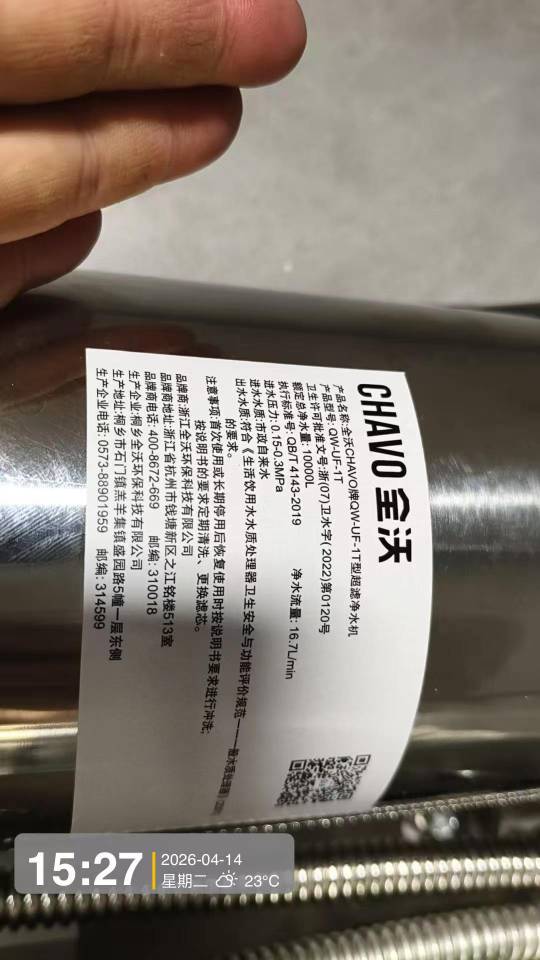 CHAVO 全沃
产品名称:全沃CHAVO牌QW-UF-1T型超滤净水机
产品型号: QW-UF-1T
卫生许可批准文号:浙(07)卫水字( 2022)第0120号
额定总净水量: 10000L 净水流量: 16.7L/min
执行标准号: QB/T 4143-2019
进水压力: 0.15-0.3MPa
进水水质:市政自来水
出水水质:符合《生活饮用水水质处理器卫生安全与功能评价规范——一般水质处理器》
的要求。
注意事项:首次使用或长期停用后恢复使用时按说明书要求进行冲洗;
按说明书的要求定期清洗、更换滤芯。
品牌商:浙江全沃环保科技有限公司
品牌商地址:浙江省杭州市钱塘新区之江铭楼513室
品牌商电话: 400-8672-669 邮编: 310018
生产企业:桐乡禾沃环保科技有限公司
生产地址:桐乡市石门镇羔羊集镇盛园路5幢一层东侧
生产企业电话: 0573-88901959 邮编: 314599
15:27
2026-04-14
星期二 23°C